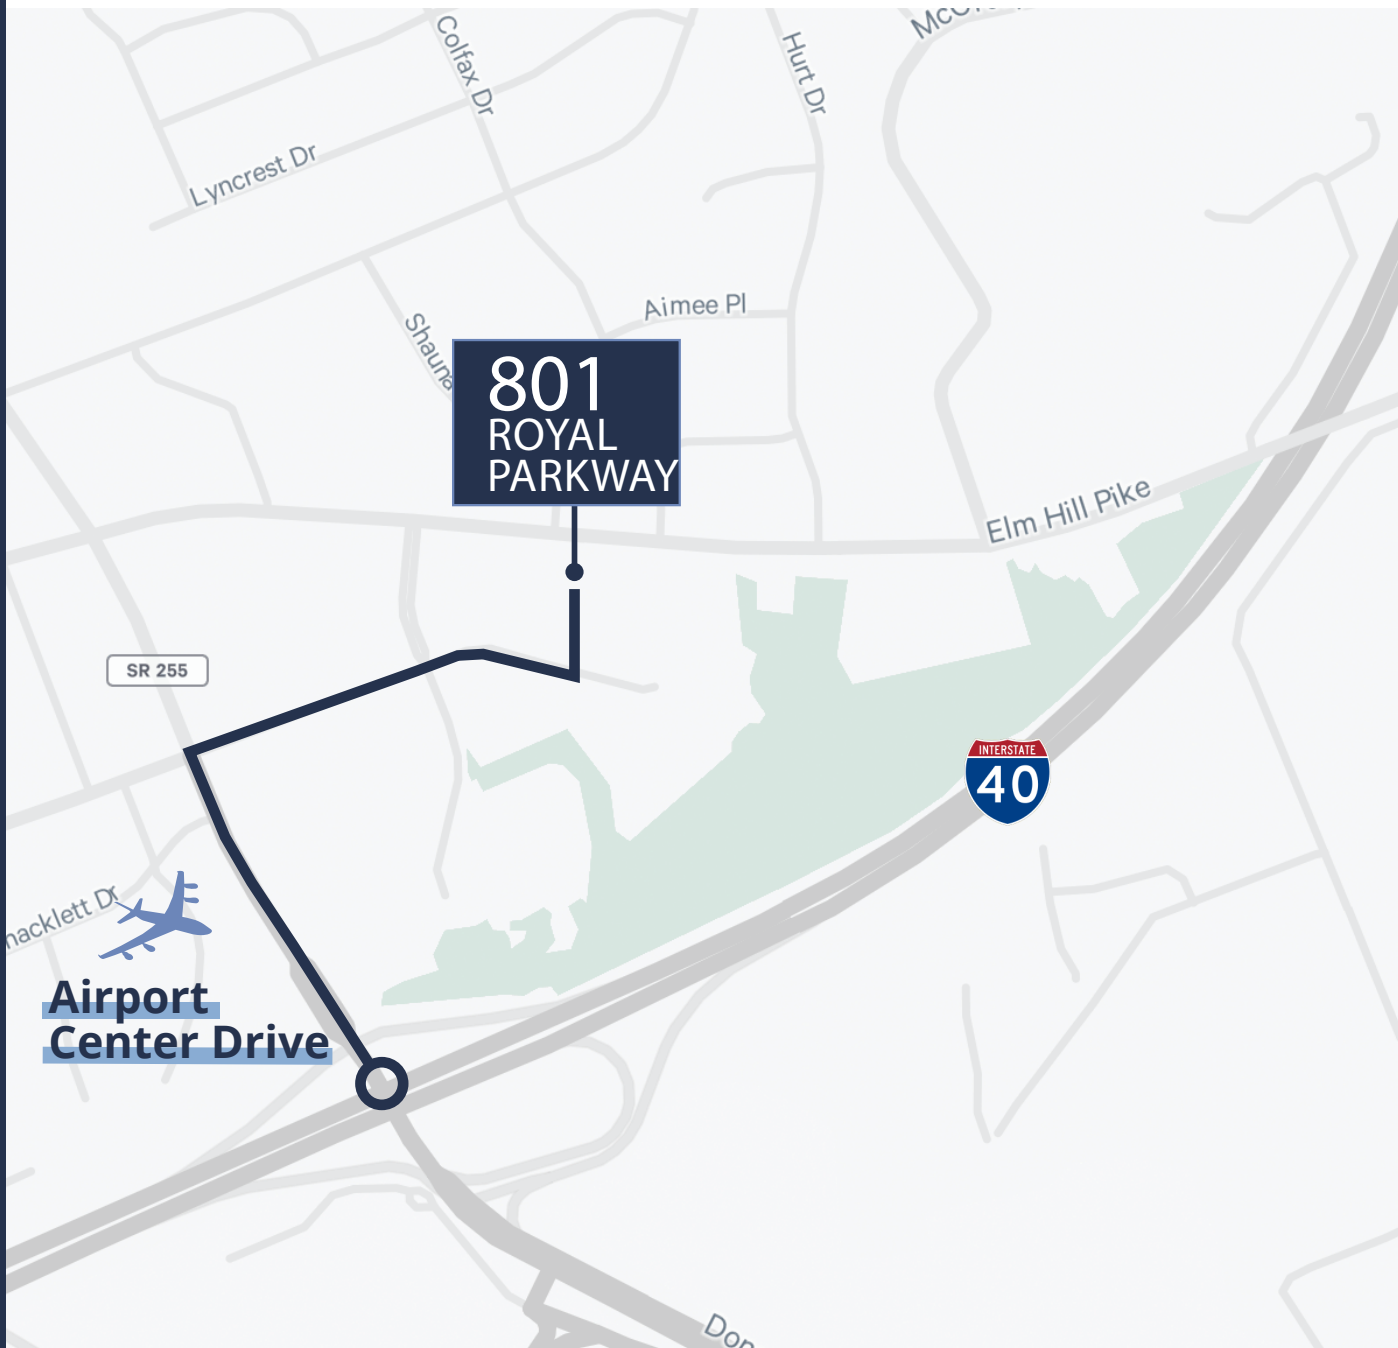 Colfax Dr
Hurt Dr
Lyncrest Dr
Aimee Pl
Shauna
801
ROYAL
PARKWAY
Elm Hill Pike
SR 255
INTERSTATE
40
Airport
Center Drive